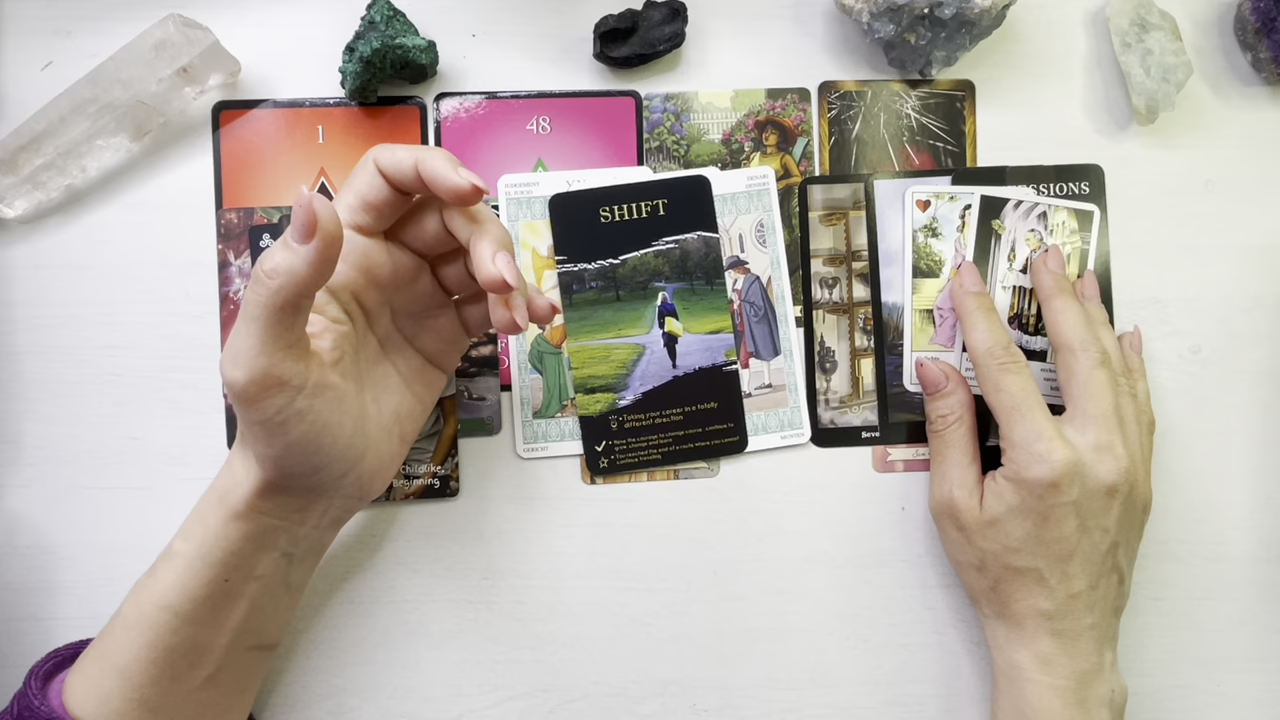 1
48
JUDGEMENT
EL JUICIO
DENARI
DENIERS
SHIFT
Taking your career in a totally
different direction
Have the courage to change course continue to
grow change and learn
You reached the end of a route where you cannot
continue traveling
GERICHT
MUNTEN
Childlike,
Beginning
Seve
ESSIONS